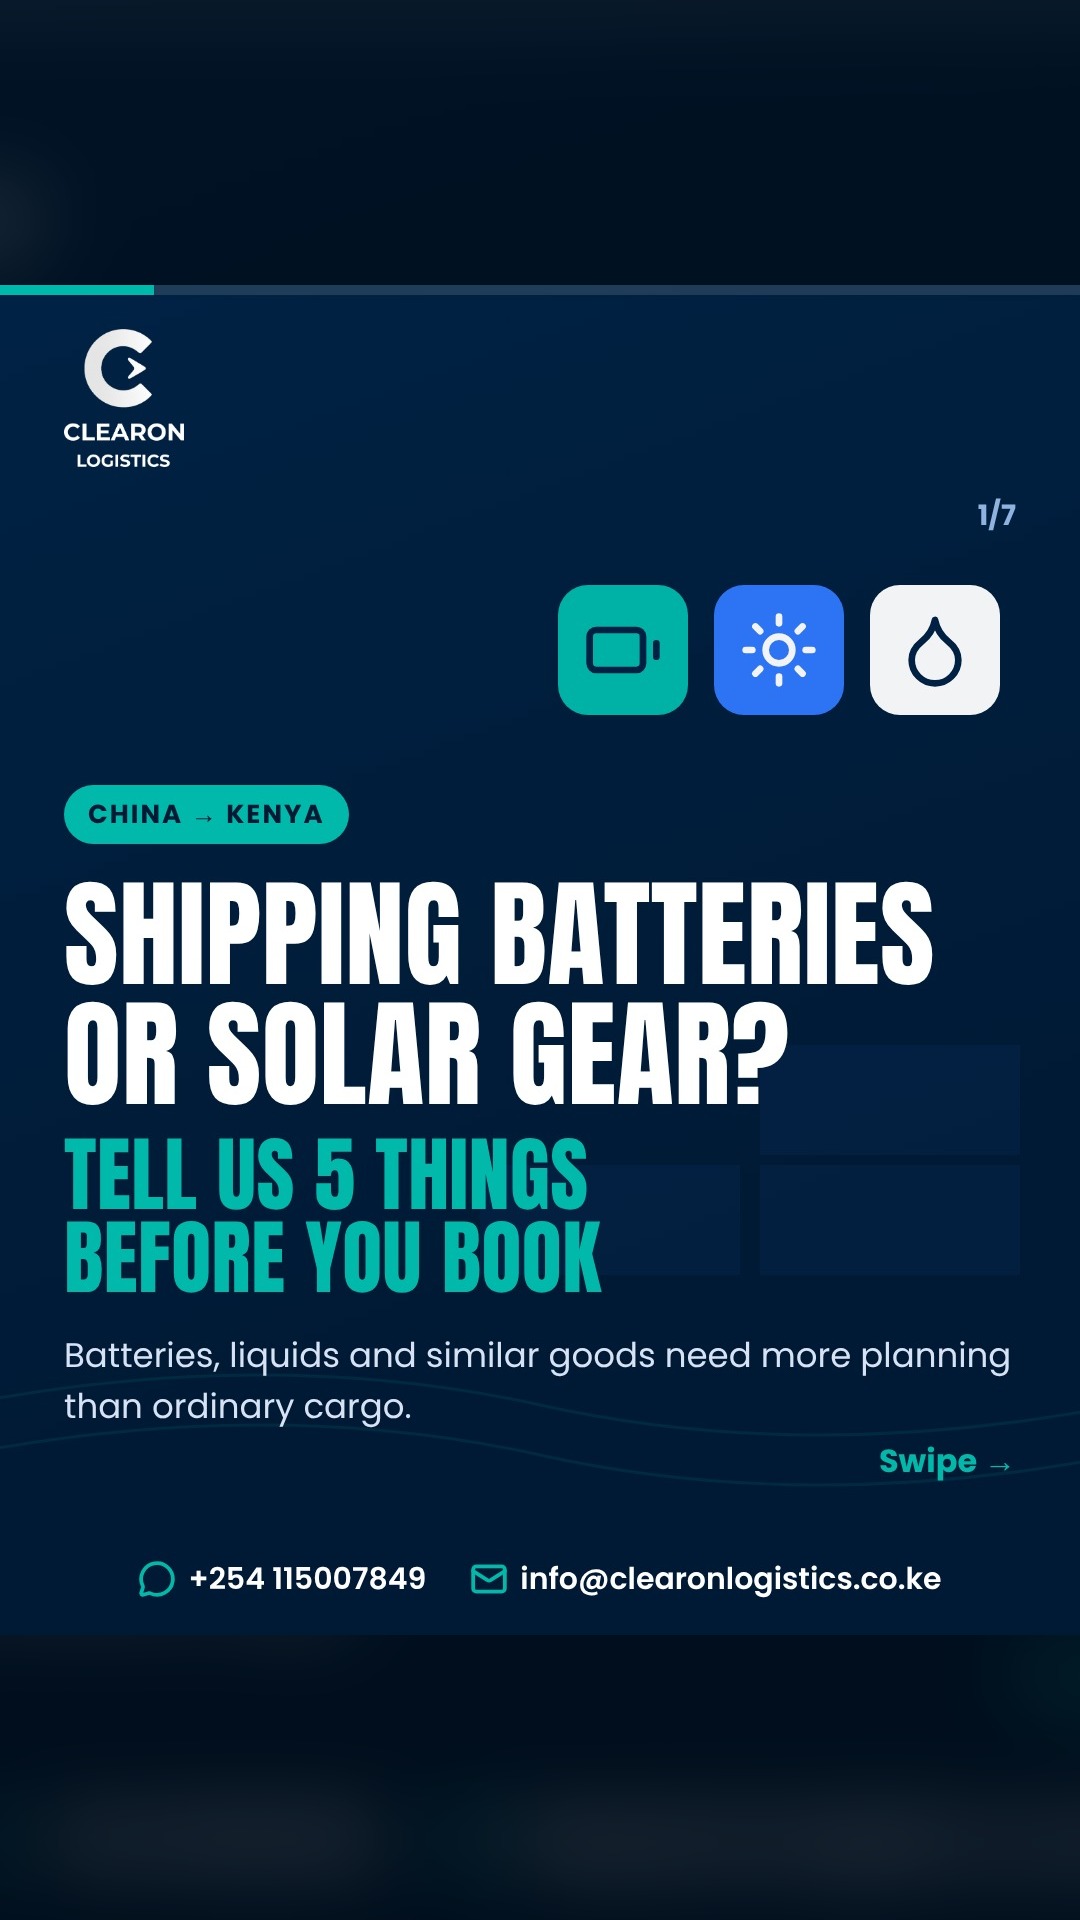 CLEARON
LOGISTICS
1/7
CHINA → KENYA
SHIPPING BATTERIES
OR SOLAR GEAR?
TELL US 5 THINGS
BEFORE YOU BOOK
Batteries, liquids and similar goods need more planning
than ordinary cargo.
Swipe →
+254 115007849 info@clearonlogistics.co.ke